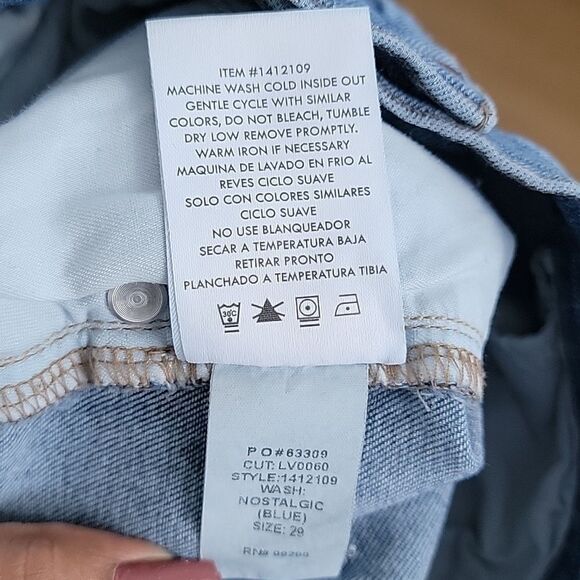 ITEM #1412109
MACHINE WASH COLD INSIDE OUT
GENTLE CYCLE WITH SIMILAR
COLORS, DO NOT BLEACH, TUMBLE
DRY LOW REMOVE PROMPTLY.
WARM IRON IF NECESSARY
MAQUINA DE LAVADO EN FRIO AL
REVES CICLO SUAVE
SOLO CON COLORES SIMILARES
CICLO SUAVE
NO USE BLANQUEADOR
SECAR A TEMPERATURA BAJA
RETIRAR PRONTO
PLANCHADO A TEMPERATURA TIBIA
30°C
PO#63309
CUT: LV0060
STYLE:1412109
WASH:
NOSTALGIC
(BLUE)
SIZE: 29
RN#